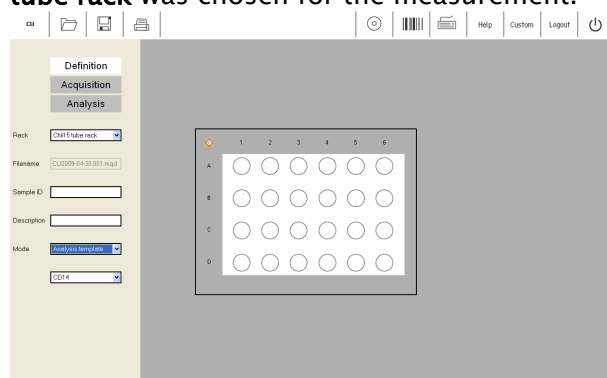 tube rack was chosen for the measurement.
CU Help Custom Logout
Definition
Acquisition
Analysis
Rack Chill 5 tube rack
Filename CU2009-04-30.001.mqd
Sample ID
Description
Mode Analysis template
CD14
1 2 3 4 5 6
A
B
C
D